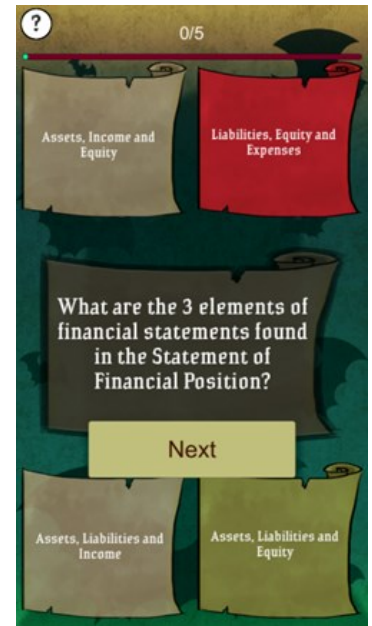 ?
0/5
Assets, Income and
Equity
Liabilities, Equity and
Expenses
What are the 3 elements of
financial statements found
in the Statement of
Financial Position?
Next
Assets, Liabilities and
Income
Assets, Liabilities and
Equity